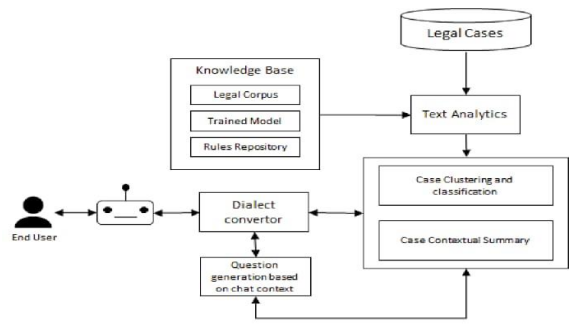 Legal Cases
Knowledge Base
Legal Corpus
Trained Model
Rules Repository
Text Analytics
Case Clustering and
classification
Case Contextual Summary
Dialect
convertor
End User
Question
generation based
on chat context